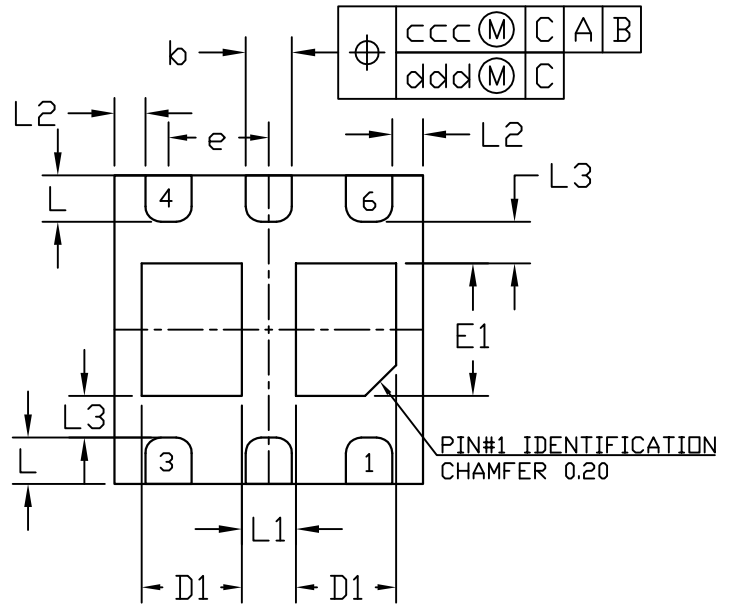 b
ccc Ⓜ C A B
ddd Ⓜ C
L2
e
L2
L3
L
4
6
E1
L3
L
3
1
PIN#1 IDENTIFICATION
CHAMFER 0.20
L1
D1
D1